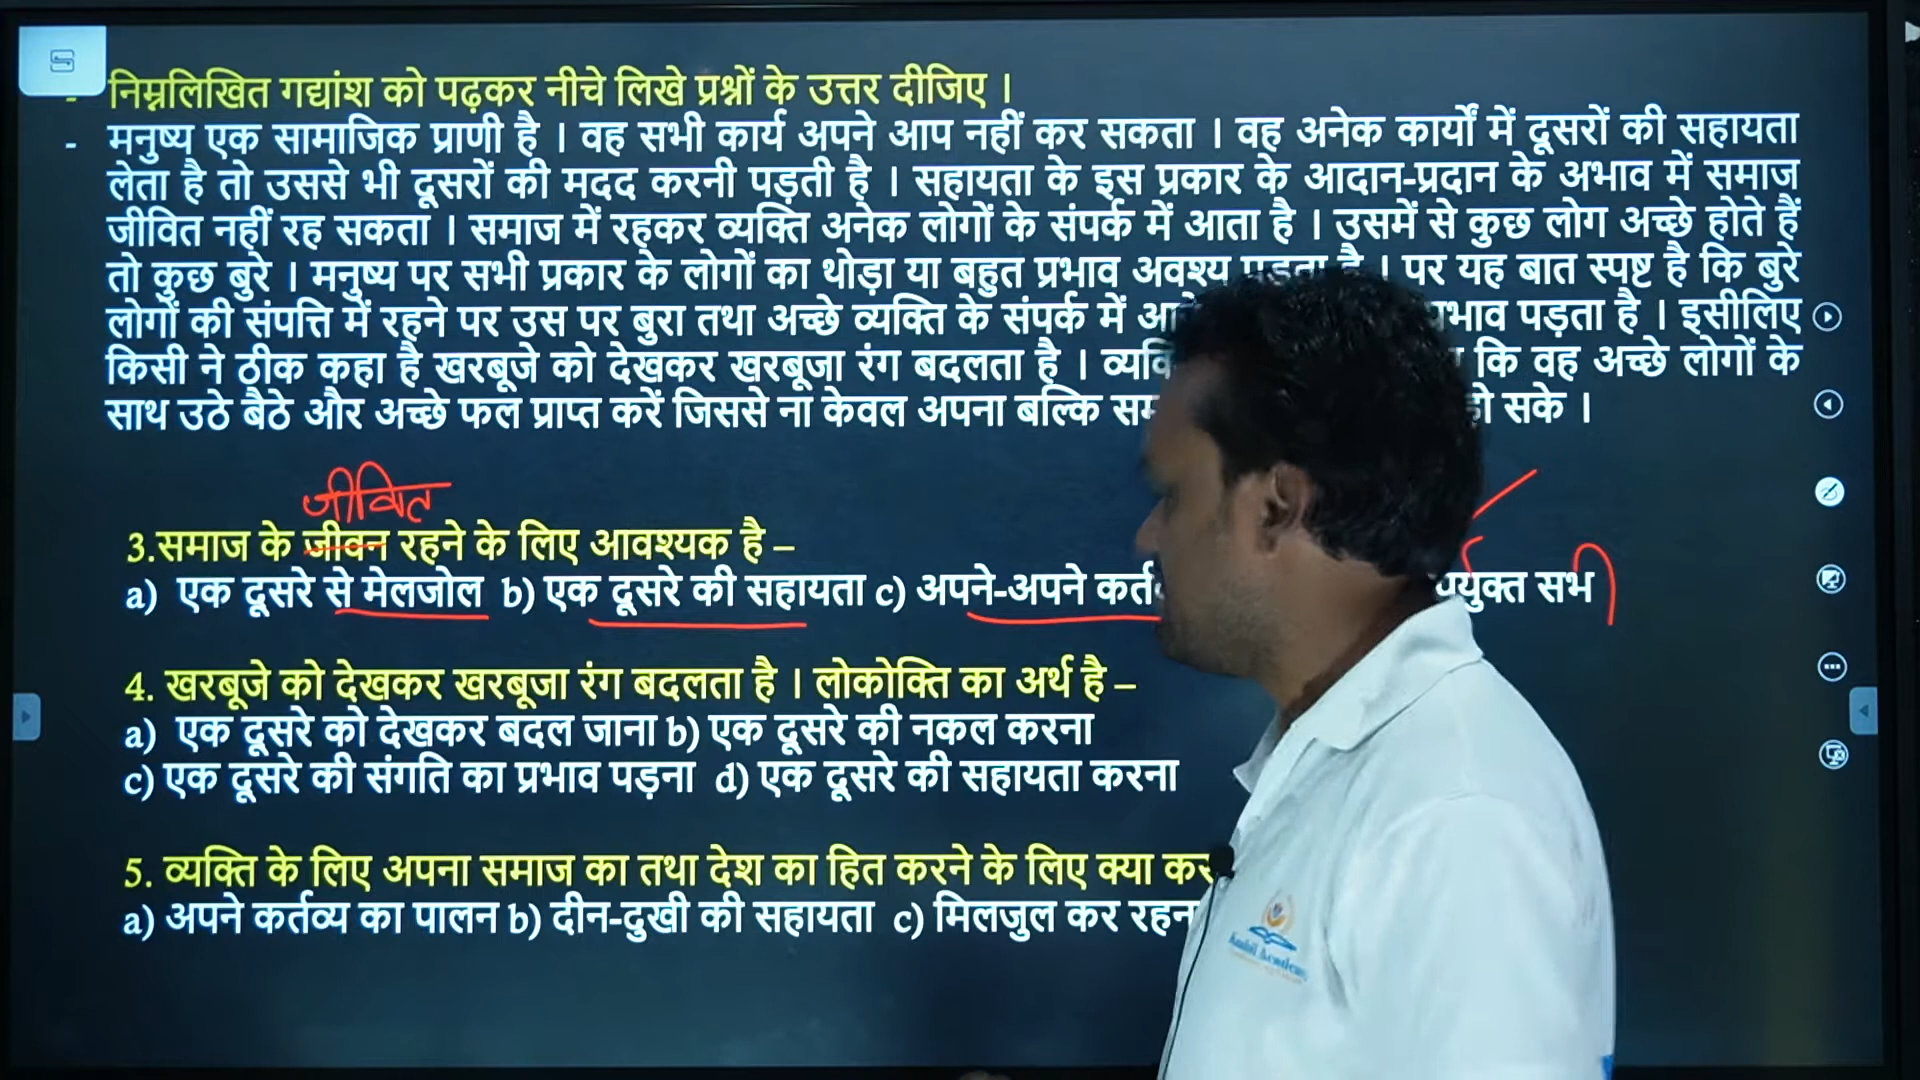 निम्नलिखित गद्यांश को पढ़कर नीचे लिखे प्रश्नों के उत्तर दीजिए ।
- मनुष्य एक सामाजिक प्राणी है । वह सभी कार्य अपने आप नहीं कर सकता । वह अनेक कार्यों में दूसरों की सहायता
लेता है तो उससे भी दूसरों की मदद करनी पड़ती है । सहायता के इस प्रकार के आदान-प्रदान के अभाव में समाज
जीवित नहीं रह सकता । समाज में रहकर व्यक्ति अनेक लोगों के संपर्क में आता है । उसमें से कुछ लोग अच्छे होते हैं
तो कुछ बुरे । मनुष्य पर सभी प्रकार के लोगों का थोड़ा या बहुत प्रभाव अवश्य पड़ता है । पर यह बात स्पष्ट है कि बुरे
लोगों की संपत्ति में रहने पर उस पर बुरा तथा अच्छे व्यक्ति के संपर्क में पड़ता है । इसीलिए
किसी ने ठीक कहा है खरबूजे को देखकर खरबूजा रंग बदलता है । कि वह अच्छे लोगों के
साथ उठे बैठे और अच्छे फल प्राप्त करें जिससे ना केवल अपना बल्कि सके ।
जीवित
3.समाज के जीवन रहने के लिए आवश्यक है –
a) एक दूसरे से मेलजोल b) एक दूसरे की सहायता c) अपने-अपने सभी
4. खरबूजे को देखकर खरबूजा रंग बदलता है । लोकोक्ति का अर्थ है –
a) एक दूसरे को देखकर बदल जाना b) एक दूसरे की नकल करना
c) एक दूसरे की संगति का प्रभाव पड़ना d) एक दूसरे की सहायता करना
5. व्यक्ति के लिए अपना समाज का तथा देश का हित करने के लिए क्या
a) अपने कर्तव्य का पालन b) दीन-दुखी की सहायता c) मिलजुल कर